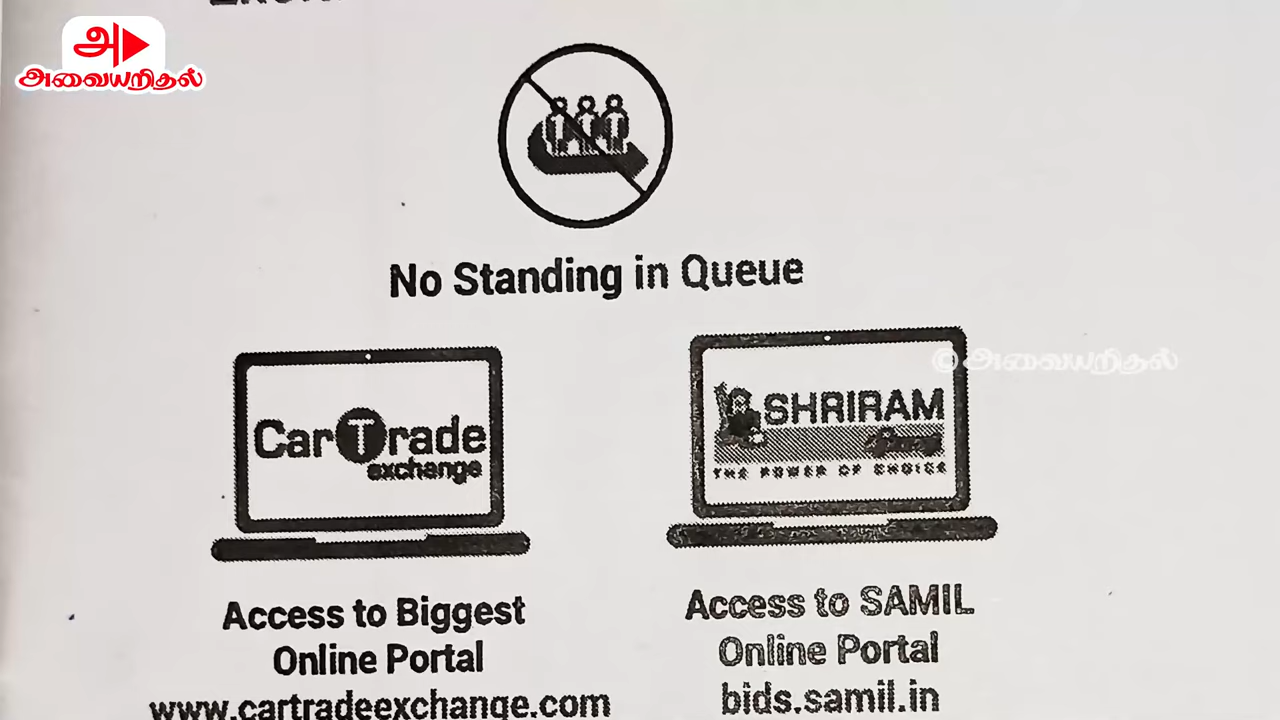 அ
அவையறிதல்
No Standing in Queue
CarTrade
exchange
SHRIRAM
THE POWER OF CHOICE
© அவையறிதல்
Access to Biggest
Online Portal
www.cartradeexchange.com
Access to SAMIL
Online Portal
bids.samil.in